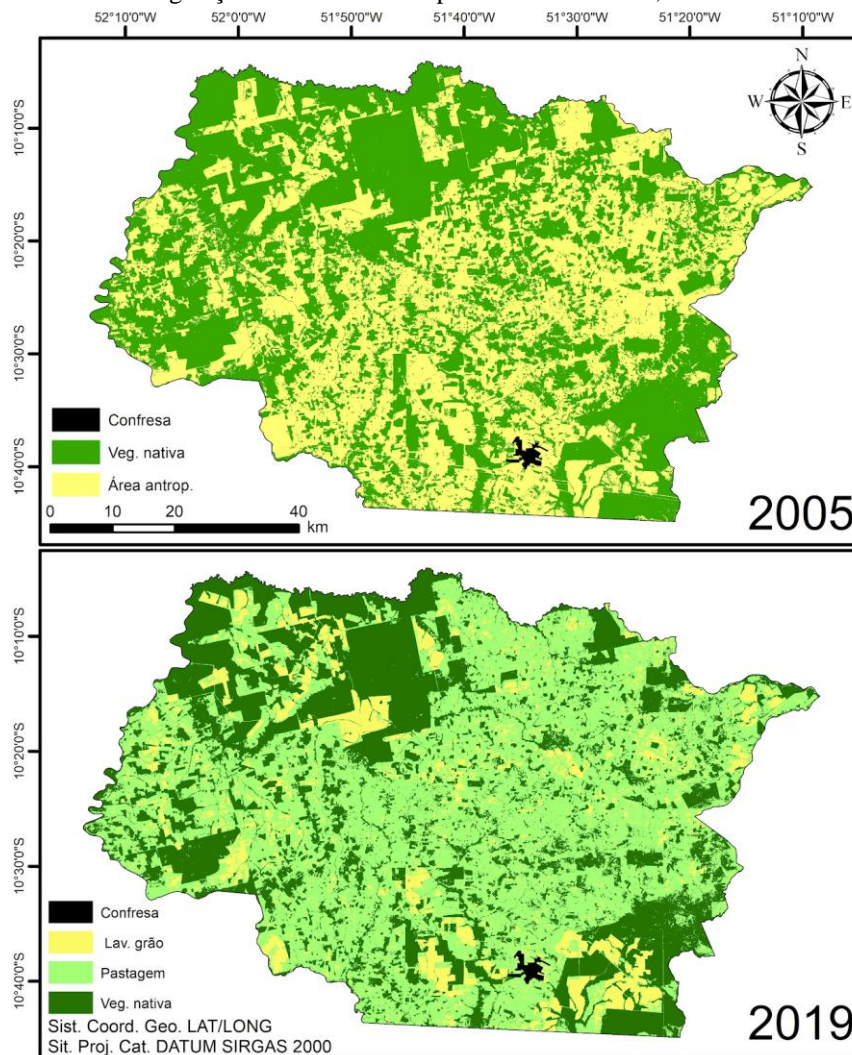 52°10'0"W 52°0'0"W 51°50'0"W 51°40'0"W 51°30'0"W 51°20'0"W 51°10'0"W
N
W E
S
10°10'0"S
10°20'0"S
10°30'0"S
10°40'0"S
Confresa
Veg. nativa
Área antrop.
0 10 20 40
km
2005
10°10'0"S
10°20'0"S
10°30'0"S
10°40'0"S
Confresa
Lav. grão
Pastagem
Veg. nativa
Sist. Coord. Geo. LAT/LONG
Sit. Proj. Cat. DATUM SIRGAS 2000
2019